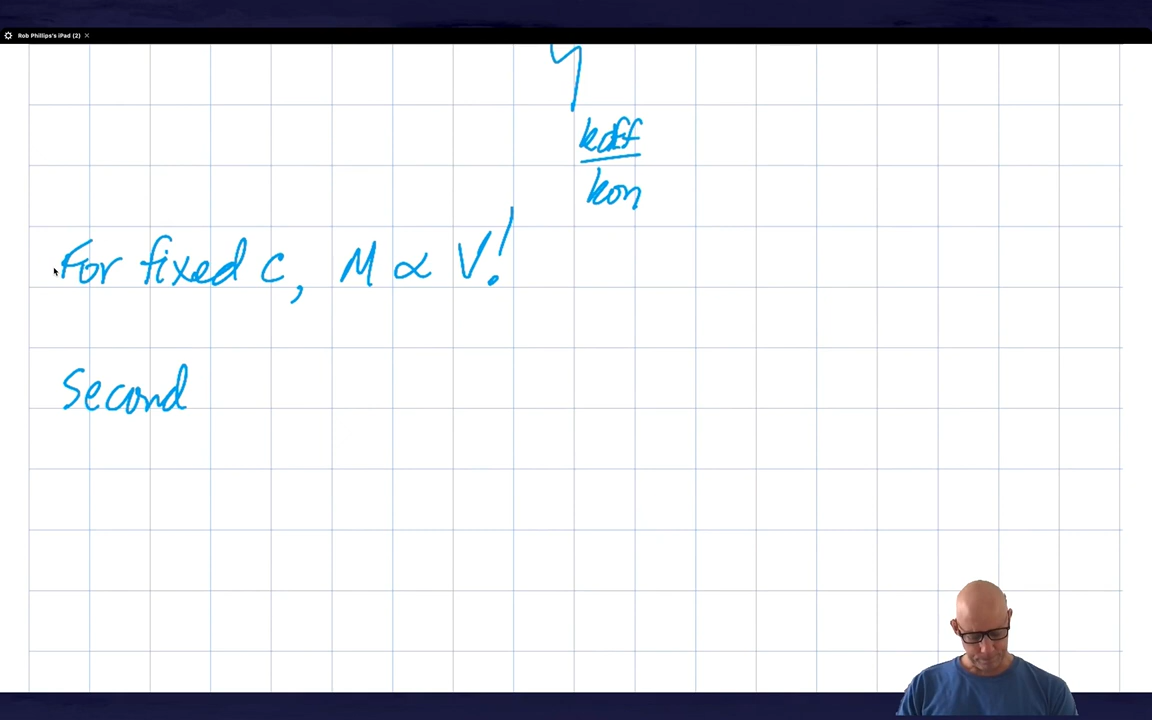 Rob Phillips's iPad (2)
koff
kon
For fixed c, M ∝ V!
Second